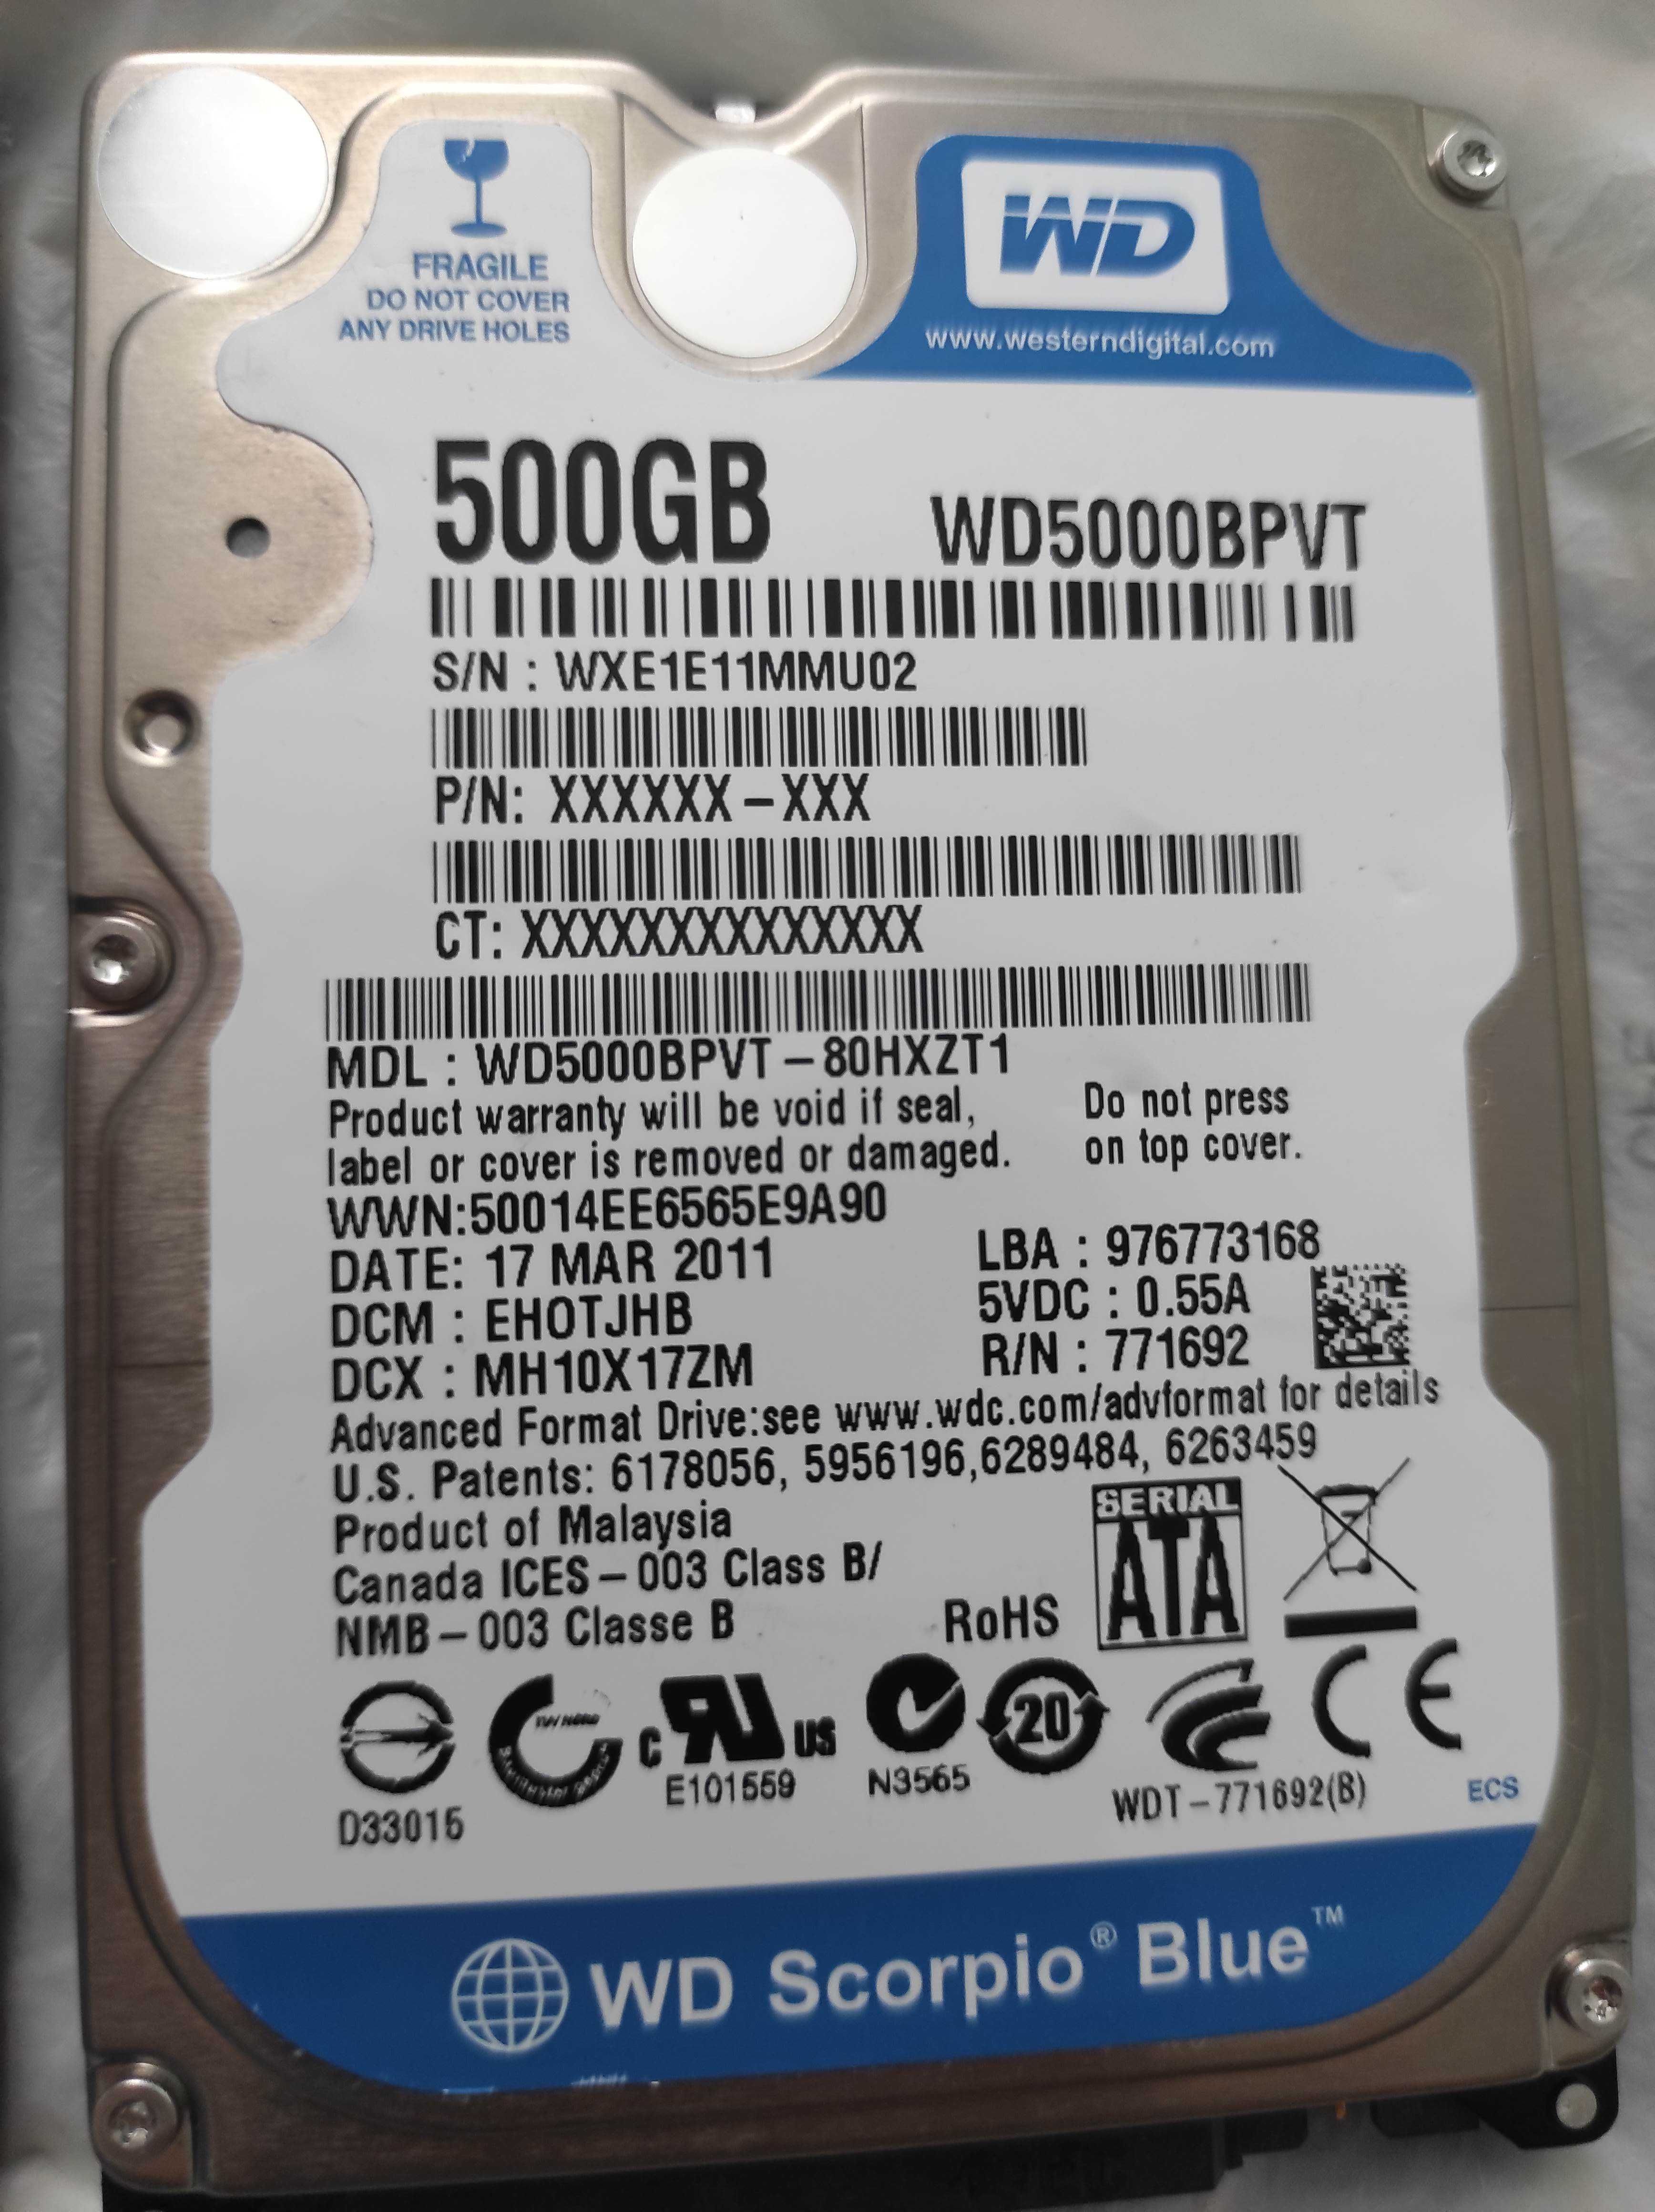 FRAGILE
DO NOT COVER
ANY DRIVE HOLES
WD
www.westerndigital.com
500GB WD5000BPVT
S/N : WXE1E11MMU02
P/N: XXXXXX-XXX
CT: XXXXXXXXXXXXXX
MDL : WD5000BPVT - 80HXZT1
Product warranty will be void if seal,
label or cover is removed or damaged.
Do not press
on top cover.
WWN:50014EE6565E9A90
DATE: 17 MAR 2011
DCM : EHOTJHB
DCX : MH10X17ZM
LBA : 976773168
5VDC : 0.55A
R/N : 771692
Advanced Format Drive:see www.wdc.com/advformat for details
U.S. Patents: 6178056, 5956196,6289484, 6263459
Product of Malaysia
Canada ICES - 003 Class B/
NMB - 003 Classe B
RoHS
SERIAL
ATA
D33015
C US
E101559
N3565
20
CE
WDT - 771692(B)
ECS
WD Scorpio® Blue™